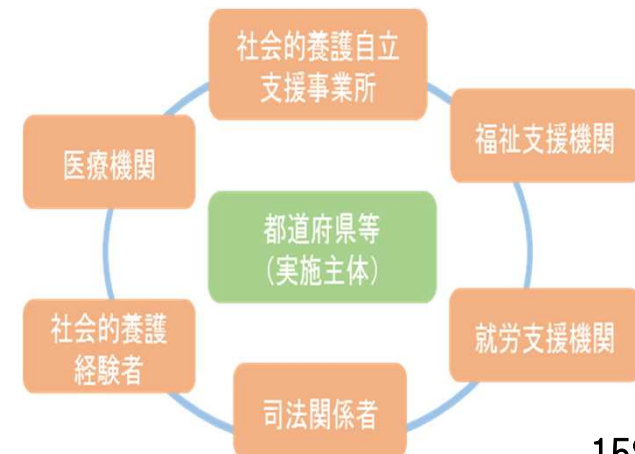 社会的養護自立
支援事業所
医療機関
福祉支援機関
都道府県等
（実施主体）
社会的養護
経験者
就労支援機関
司法関係者